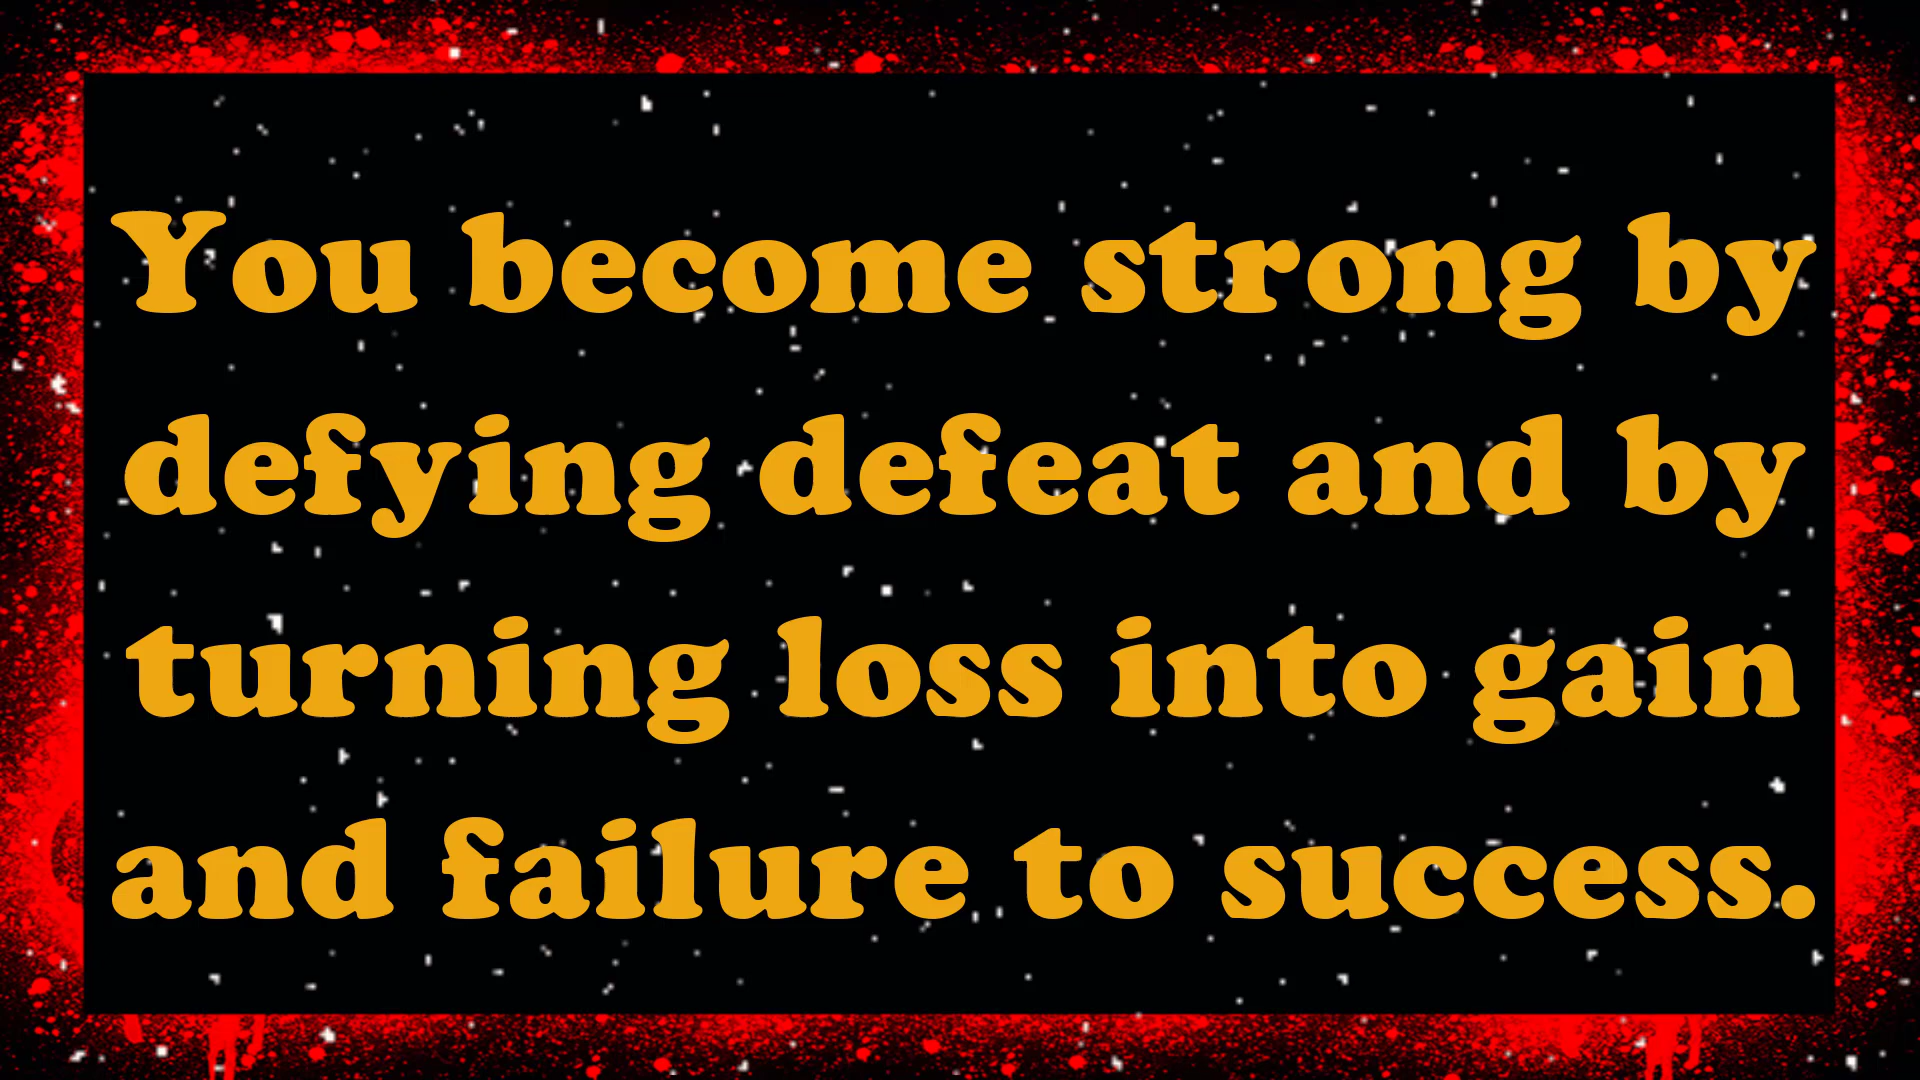 You become strong by
defying defeat and by
turning loss into gain
and failure to success.